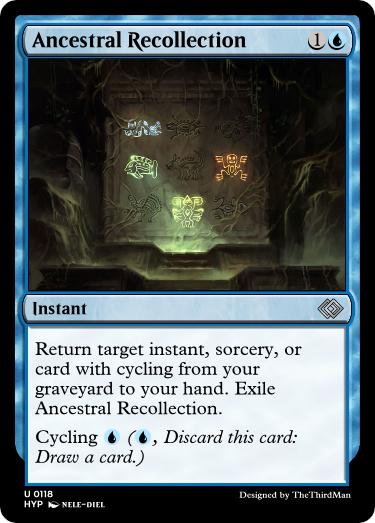 Ancestral Recollection 1
Instant
Return target instant, sorcery, or
card with cycling from your
graveyard to your hand. Exile
Ancestral Recollection.
Cycling (, Discard this card:
Draw a card.)
U 0118
HYP NELE-DIEL
Designed by TheThirdMan